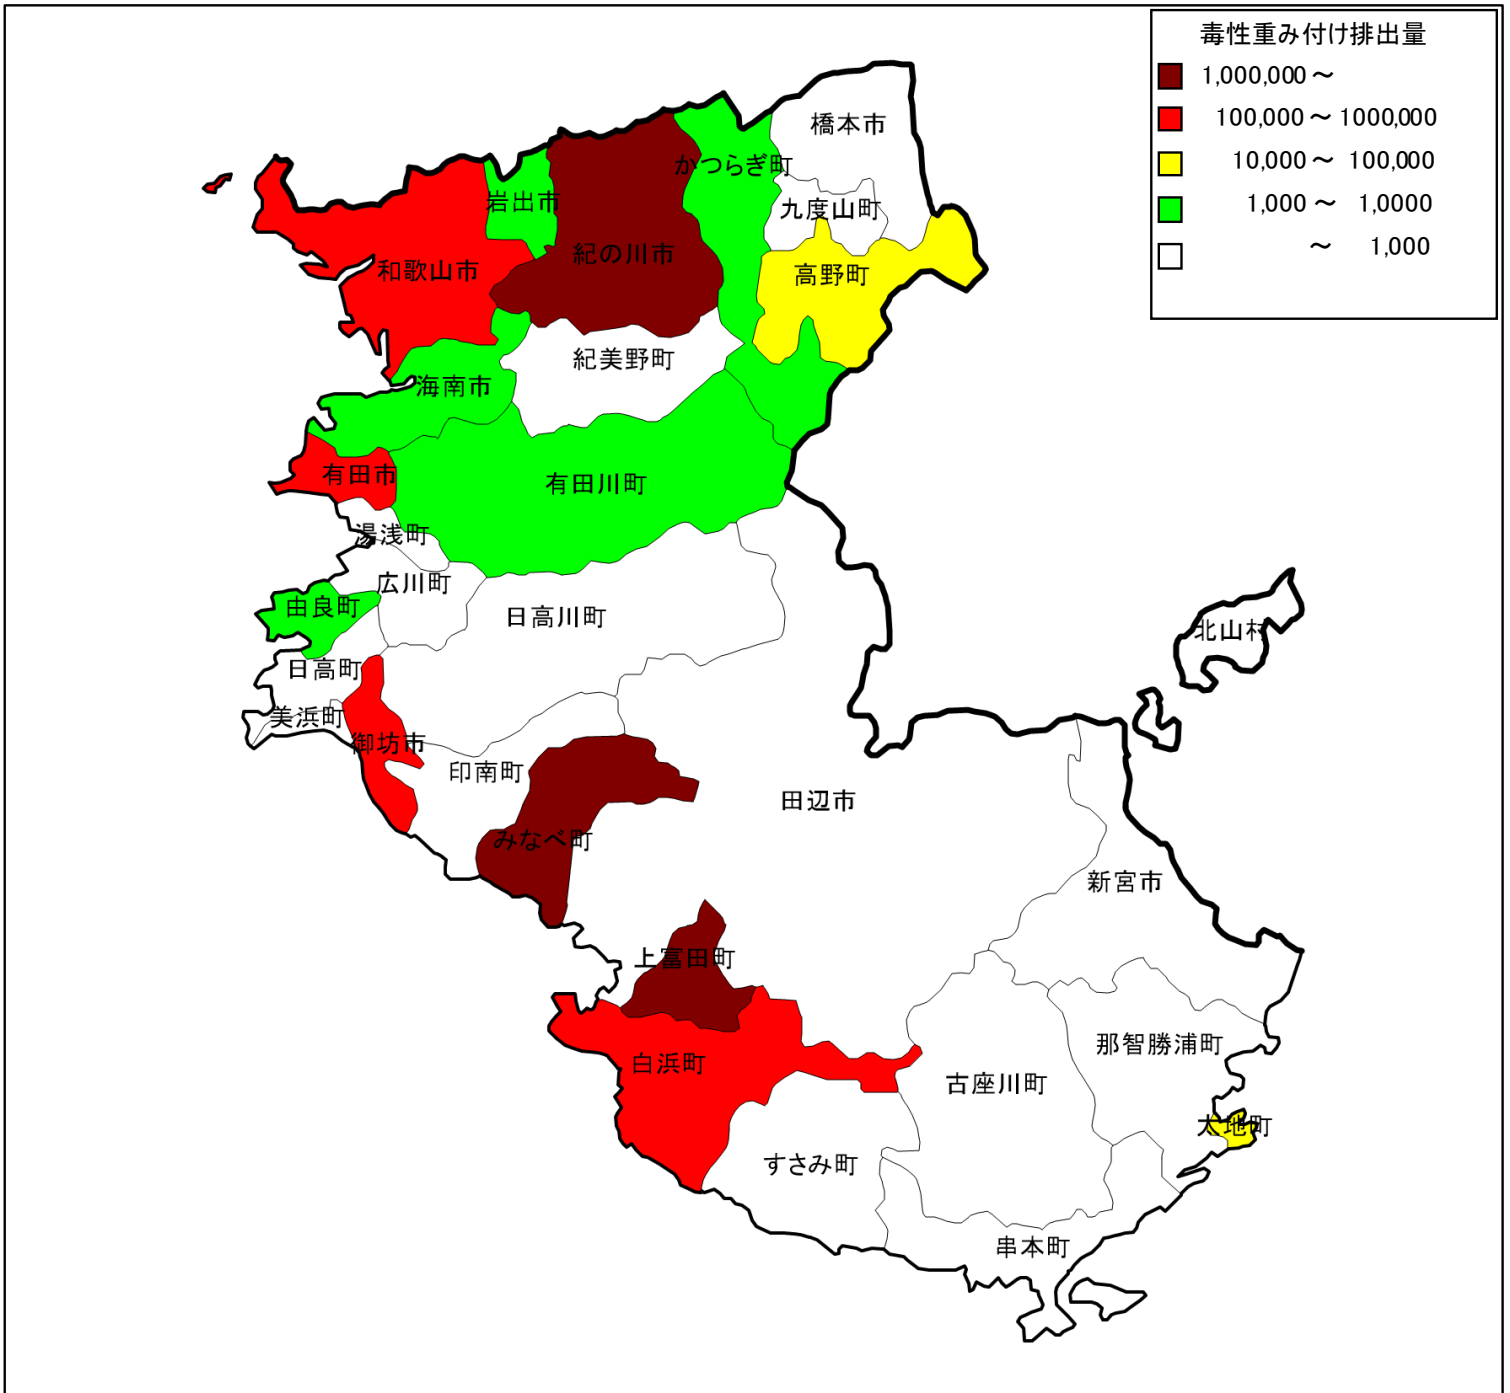 毒性重み付け排出量
1,000,000～
100,000～1000,000
10,000～ 100,000
1,000～ 1,0000
～ 1,000
橋本市
かつらぎ町
岩出市
九度山町
紀の川市
和歌山市
高野町
紀美野町
海南市
有田市
有田川町
湯浅町
広川町
由良町
日高川町
北山村
日高町
美浜町
御坊市
印南町
田辺市
みなべ町
新宮市
上富田町
那智勝浦町
白浜町
古座川町
太地町
すさみ町
串本町